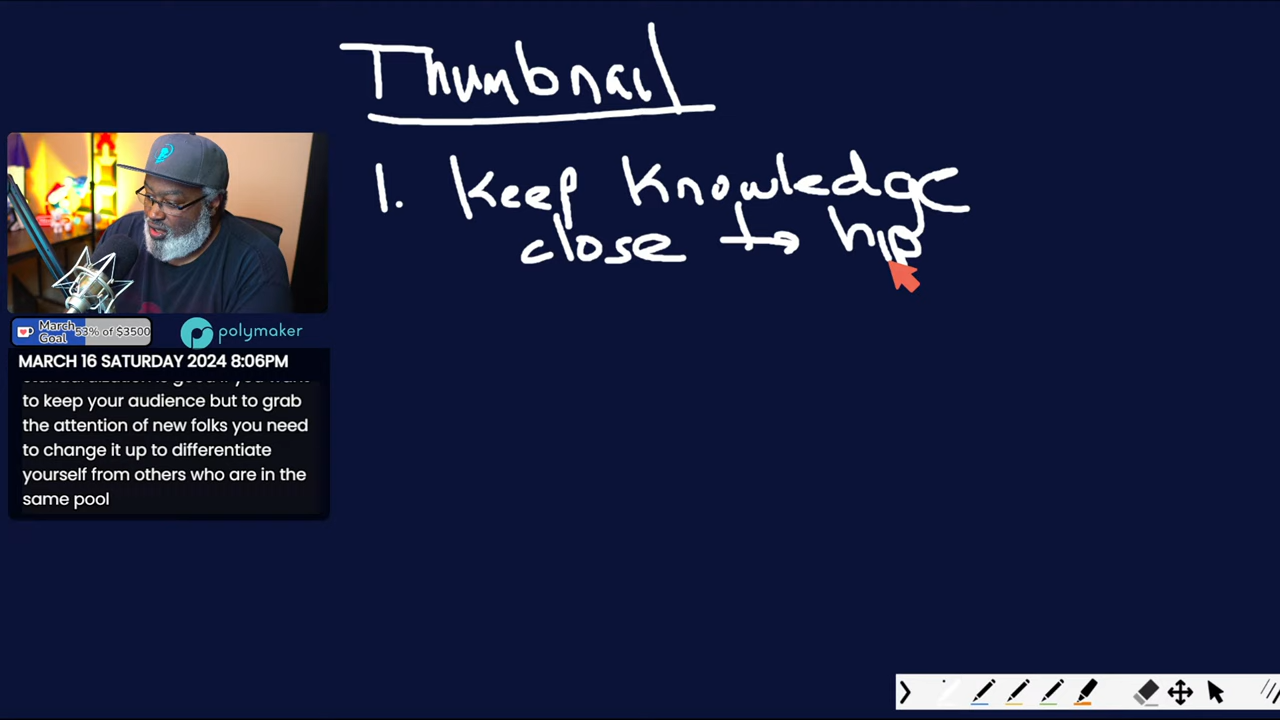 Thumbnail
1. Keep Knowledge
close to hip
March
Goal
53% of $3500
polymaker
MARCH 16 SATURDAY 2024 8:06PM
to keep your audience but to grab
the attention of new folks you need
to change it up to differentiate
yourself from others who are in the
same pool